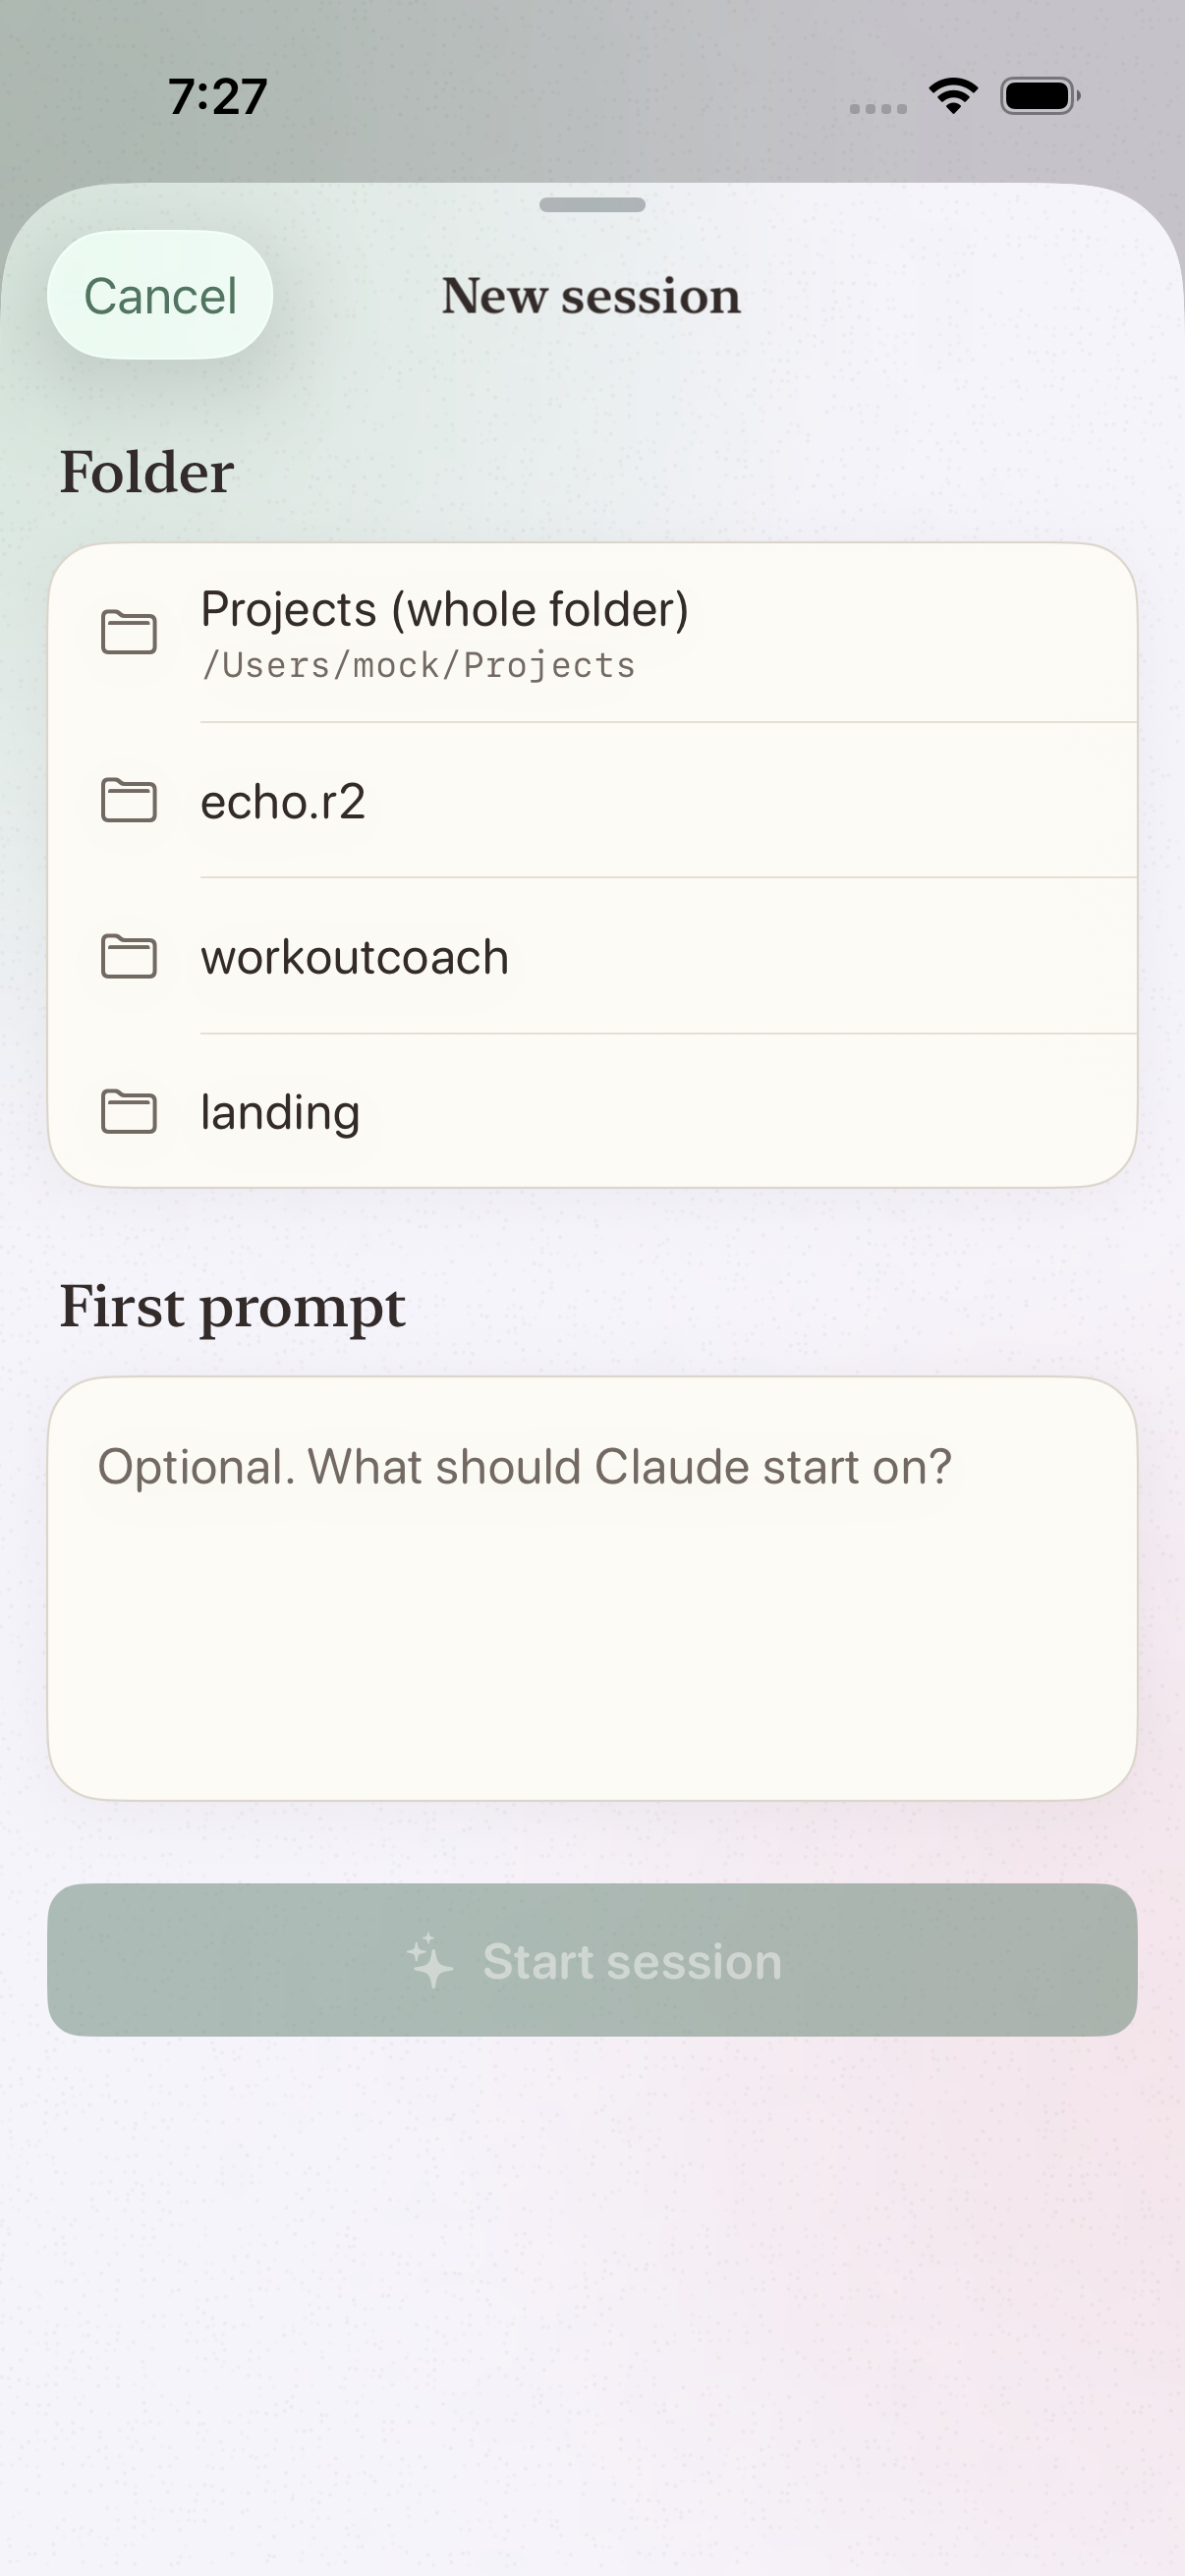 7:27
Cancel
New session
Folder
Projects (whole folder)
/Users/mock/Projects
echo.r2
workoutcoach
landing
First prompt
Optional. What should Claude start on?
Start session